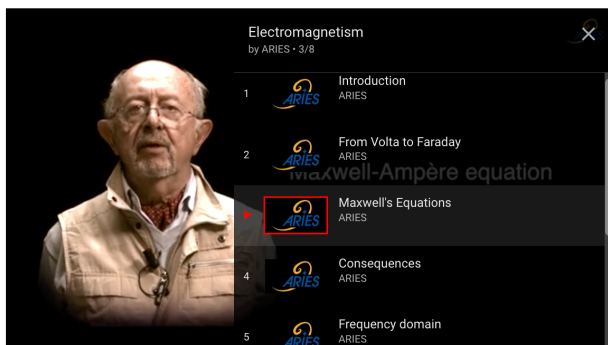 Electromagnetism
by ARIES • 3/8
1
Introduction
ARIES
ARIES
2
From Volta to Faraday
ARIES
ARIES
Maxwell-Ampère equation
Maxwell's Equations
ARIES
ARIES
4
Consequences
ARIES
ARIES
5
Frequency domain
ARIES
ARIES